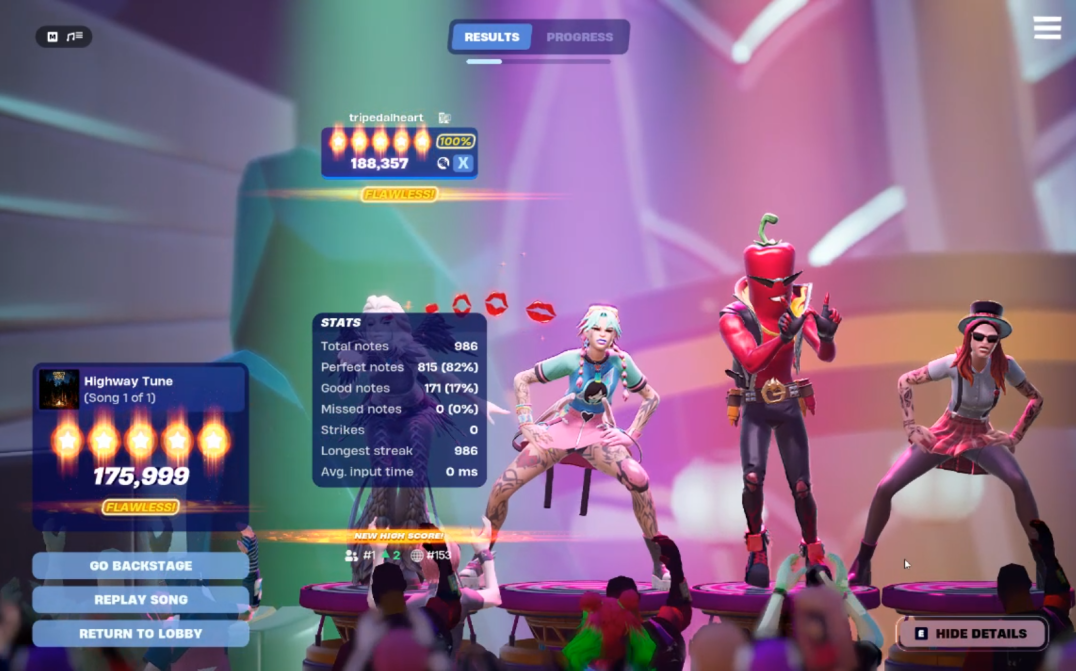 M
RESULTS
PROGRESS
tripedalheart
100%
188,357
X
FLAWLESS!
STATS
Total notes 986
Perfect notes 815 (82%)
Good notes 171 (17%)
Missed notes 0 (0%)
Strikes 0
Longest streak 986
Avg. input time 0 ms
Highway Tune
(Song 1 of 1)
175,999
FLAWLESS!
NEW HIGH SCORE!
#1 2 #153
GO BACKSTAGE
REPLAY SONG
RETURN TO LOBBY
E HIDE DETAILS